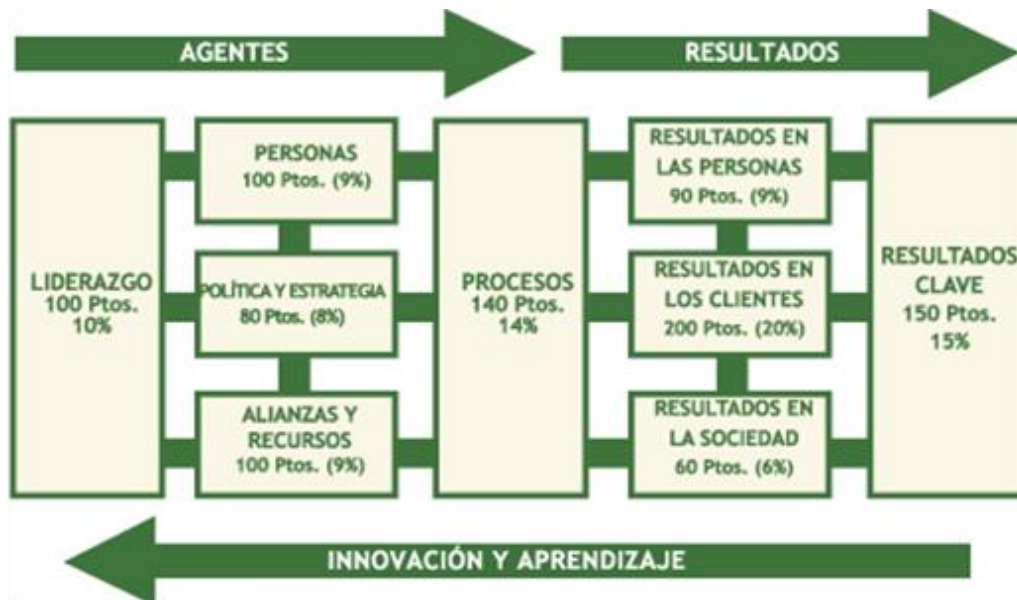 AGENTES
RESULTADOS
LIDERAZGO
100 Ptos.
10%
PERSONAS
100 Ptos. (9%)
POLÍTICA Y ESTRATEGIA
80 Ptos. (8%)
ALIANZAS Y
RECURSOS
100 Ptos. (9%)
PROCESOS
140 Ptos.
14%
RESULTADOS EN
LAS PERSONAS
90 Ptos. (9%)
RESULTADOS EN
LOS CLIENTES
200 Ptos. (20%)
RESULTADOS EN
LA SOCIEDAD
60 Ptos. (6%)
RESULTADOS
CLAVE
150 Ptos.
15%
INNOVACIÓN Y APRENDIZAJE